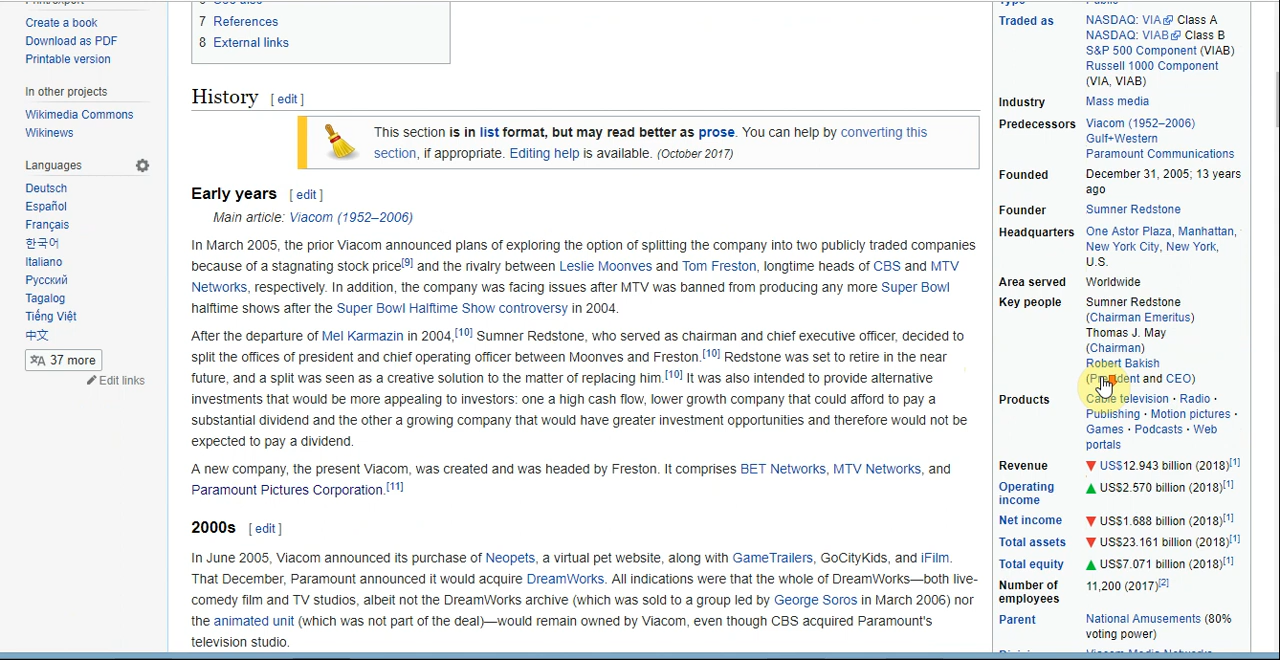 Create a book
Download as PDF
Printable version
In other projects
Wikimedia Commons
Wikinews
Languages
Deutsch
Español
Français
한국어
Italiano
Русский
Tagalog
Tiếng Việt
中文
37 more
Edit links
7 References
8 External links
History [ edit ]
This section is in list format, but may read better as prose. You can help by converting this
section, if appropriate. Editing help is available. (October 2017)
Early years [ edit ]
Main article: Viacom (1952–2006)
In March 2005, the prior Viacom announced plans of exploring the option of splitting the company into two publicly traded companies
because of a stagnating stock price[9] and the rivalry between Leslie Moonves and Tom Freston, longtime heads of CBS and MTV
Networks, respectively. In addition, the company was facing issues after MTV was banned from producing any more Super Bowl
halftime shows after the Super Bowl Halftime Show controversy in 2004.
After the departure of Mel Karmazin in 2004,[10] Sumner Redstone, who served as chairman and chief executive officer, decided to
split the offices of president and chief operating officer between Moonves and Freston.[10] Redstone was set to retire in the near
future, and a split was seen as a creative solution to the matter of replacing him.[10] It was also intended to provide alternative
investments that would be more appealing to investors: one a high cash flow, lower growth company that could afford to pay a
substantial dividend and the other a growing company that would have greater investment opportunities and therefore would not be
expected to pay a dividend.
A new company, the present Viacom, was created and was headed by Freston. It comprises BET Networks, MTV Networks, and
Paramount Pictures Corporation.[11]
2000s [ edit ]
In June 2005, Viacom announced its purchase of Neopets, a virtual pet website, along with GameTrailers, GoCityKids, and iFilm.
That December, Paramount announced it would acquire DreamWorks. All indications were that the whole of DreamWorks—both live-
comedy film and TV studios, albeit not the DreamWorks archive (which was sold to a group led by George Soros in March 2006) nor
the animated unit (which was not part of the deal)—would remain owned by Viacom, even though CBS acquired Paramount's
television studio.
Traded as NASDAQ: VIA Class A
NASDAQ: VIAB Class B
S&P 500 Component (VIAB)
Russell 1000 Component
(VIA, VIAB)
Industry Mass media
Predecessors Viacom (1952–2006)
Gulf+Western
Paramount Communications
Founded December 31, 2005; 13 years
ago
Founder Sumner Redstone
Headquarters One Astor Plaza, Manhattan,
New York City, New York,
U.S.
Area served Worldwide
Key people Sumner Redstone
(Chairman Emeritus)
Thomas J. May
(Chairman)
Robert Bakish
(President and CEO)
Products Cable television · Radio ·
Publishing · Motion pictures ·
Games · Podcasts · Web
portals
Revenue ▼ US$12.943 billion (2018)[1]
Operating ▲ US$2.570 billion (2018)[1]
income
Net income ▼ US$1.688 billion (2018)[1]
Total assets ▼ US$23.161 billion (2018)[1]
Total equity ▲ US$7.071 billion (2018)[1]
Number of 11,200 (2017)[2]
employees
Parent National Amusements (80%
voting power)